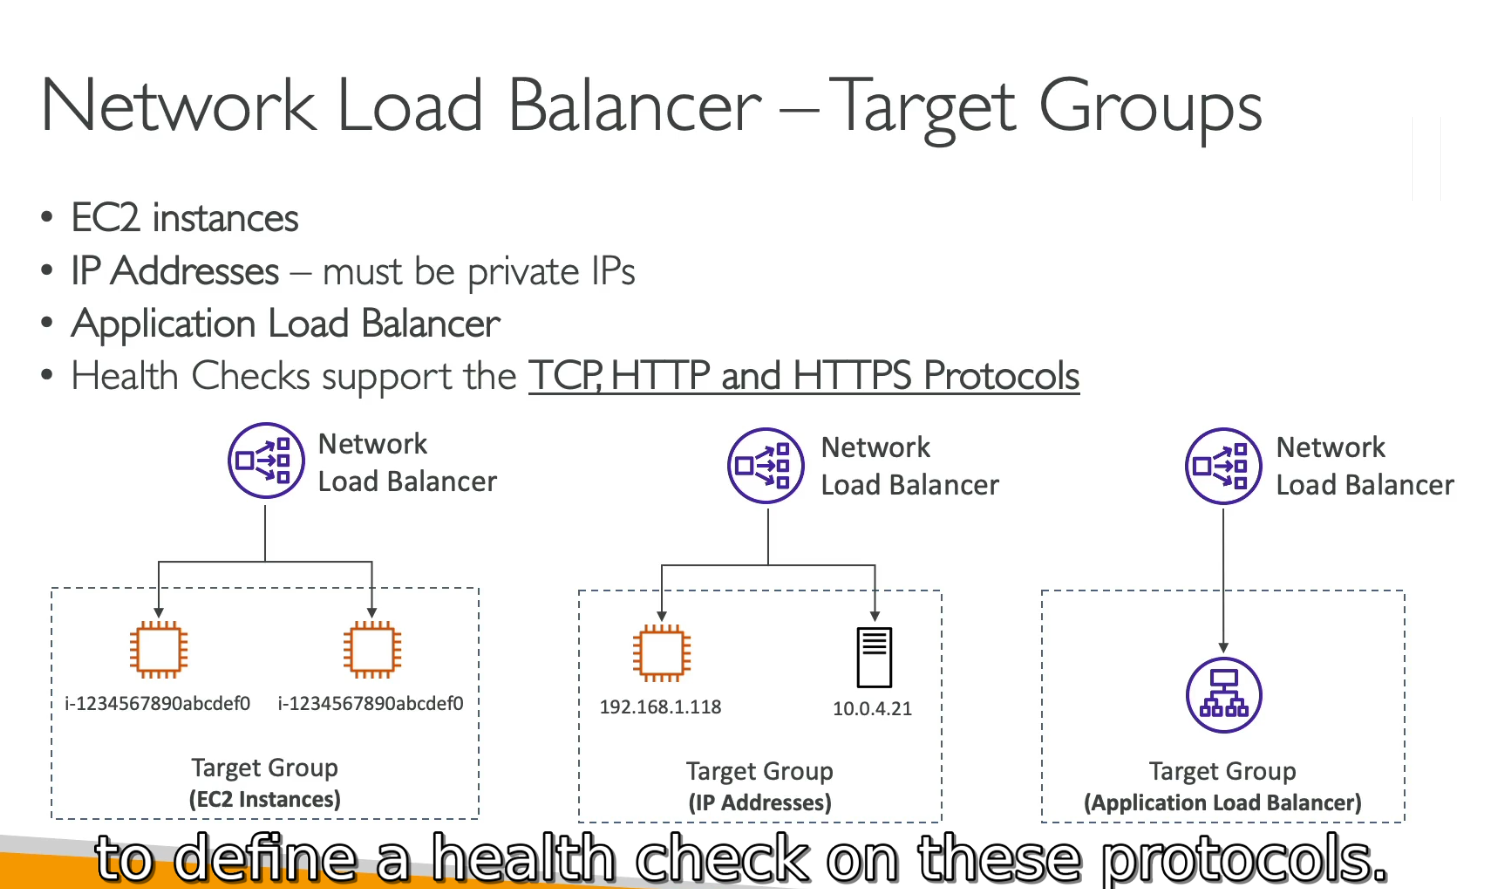 Network Load Balancer – Target Groups
• EC2 instances
• IP Addresses – must be private IPs
• Application Load Balancer
• Health Checks support the TCP, HTTP and HTTPS Protocols
Network
Load Balancer
i-1234567890abcdef0
i-1234567890abcdef0
Target Group
(EC2 Instances)
Network
Load Balancer
192.168.1.118
10.0.4.21
Target Group
(IP Addresses)
Network
Load Balancer
Target Group
(Application Load Balancer)
to define a health check on these protocols.